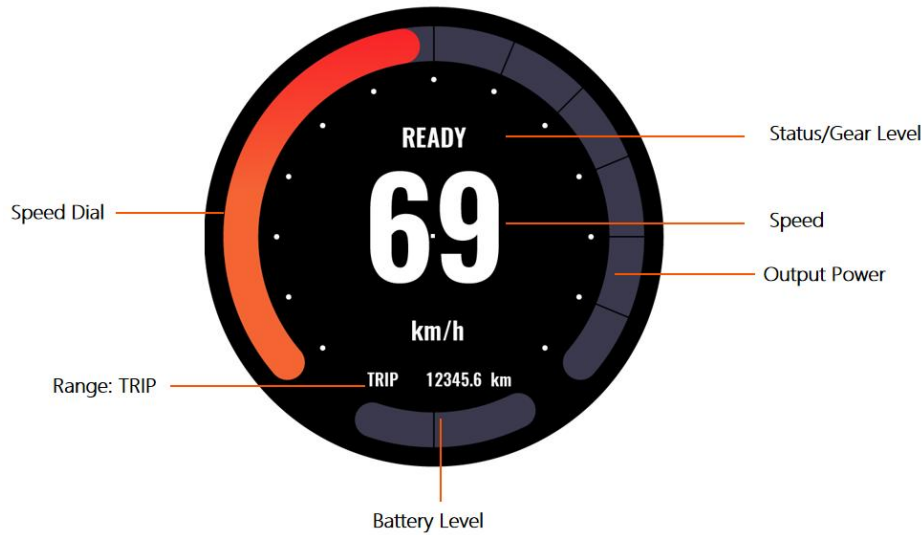 READY
Status/Gear Level
Speed Dial
69
Speed
Output Power
km/h
Range: TRIP
TRIP 12345.6 km
Battery Level